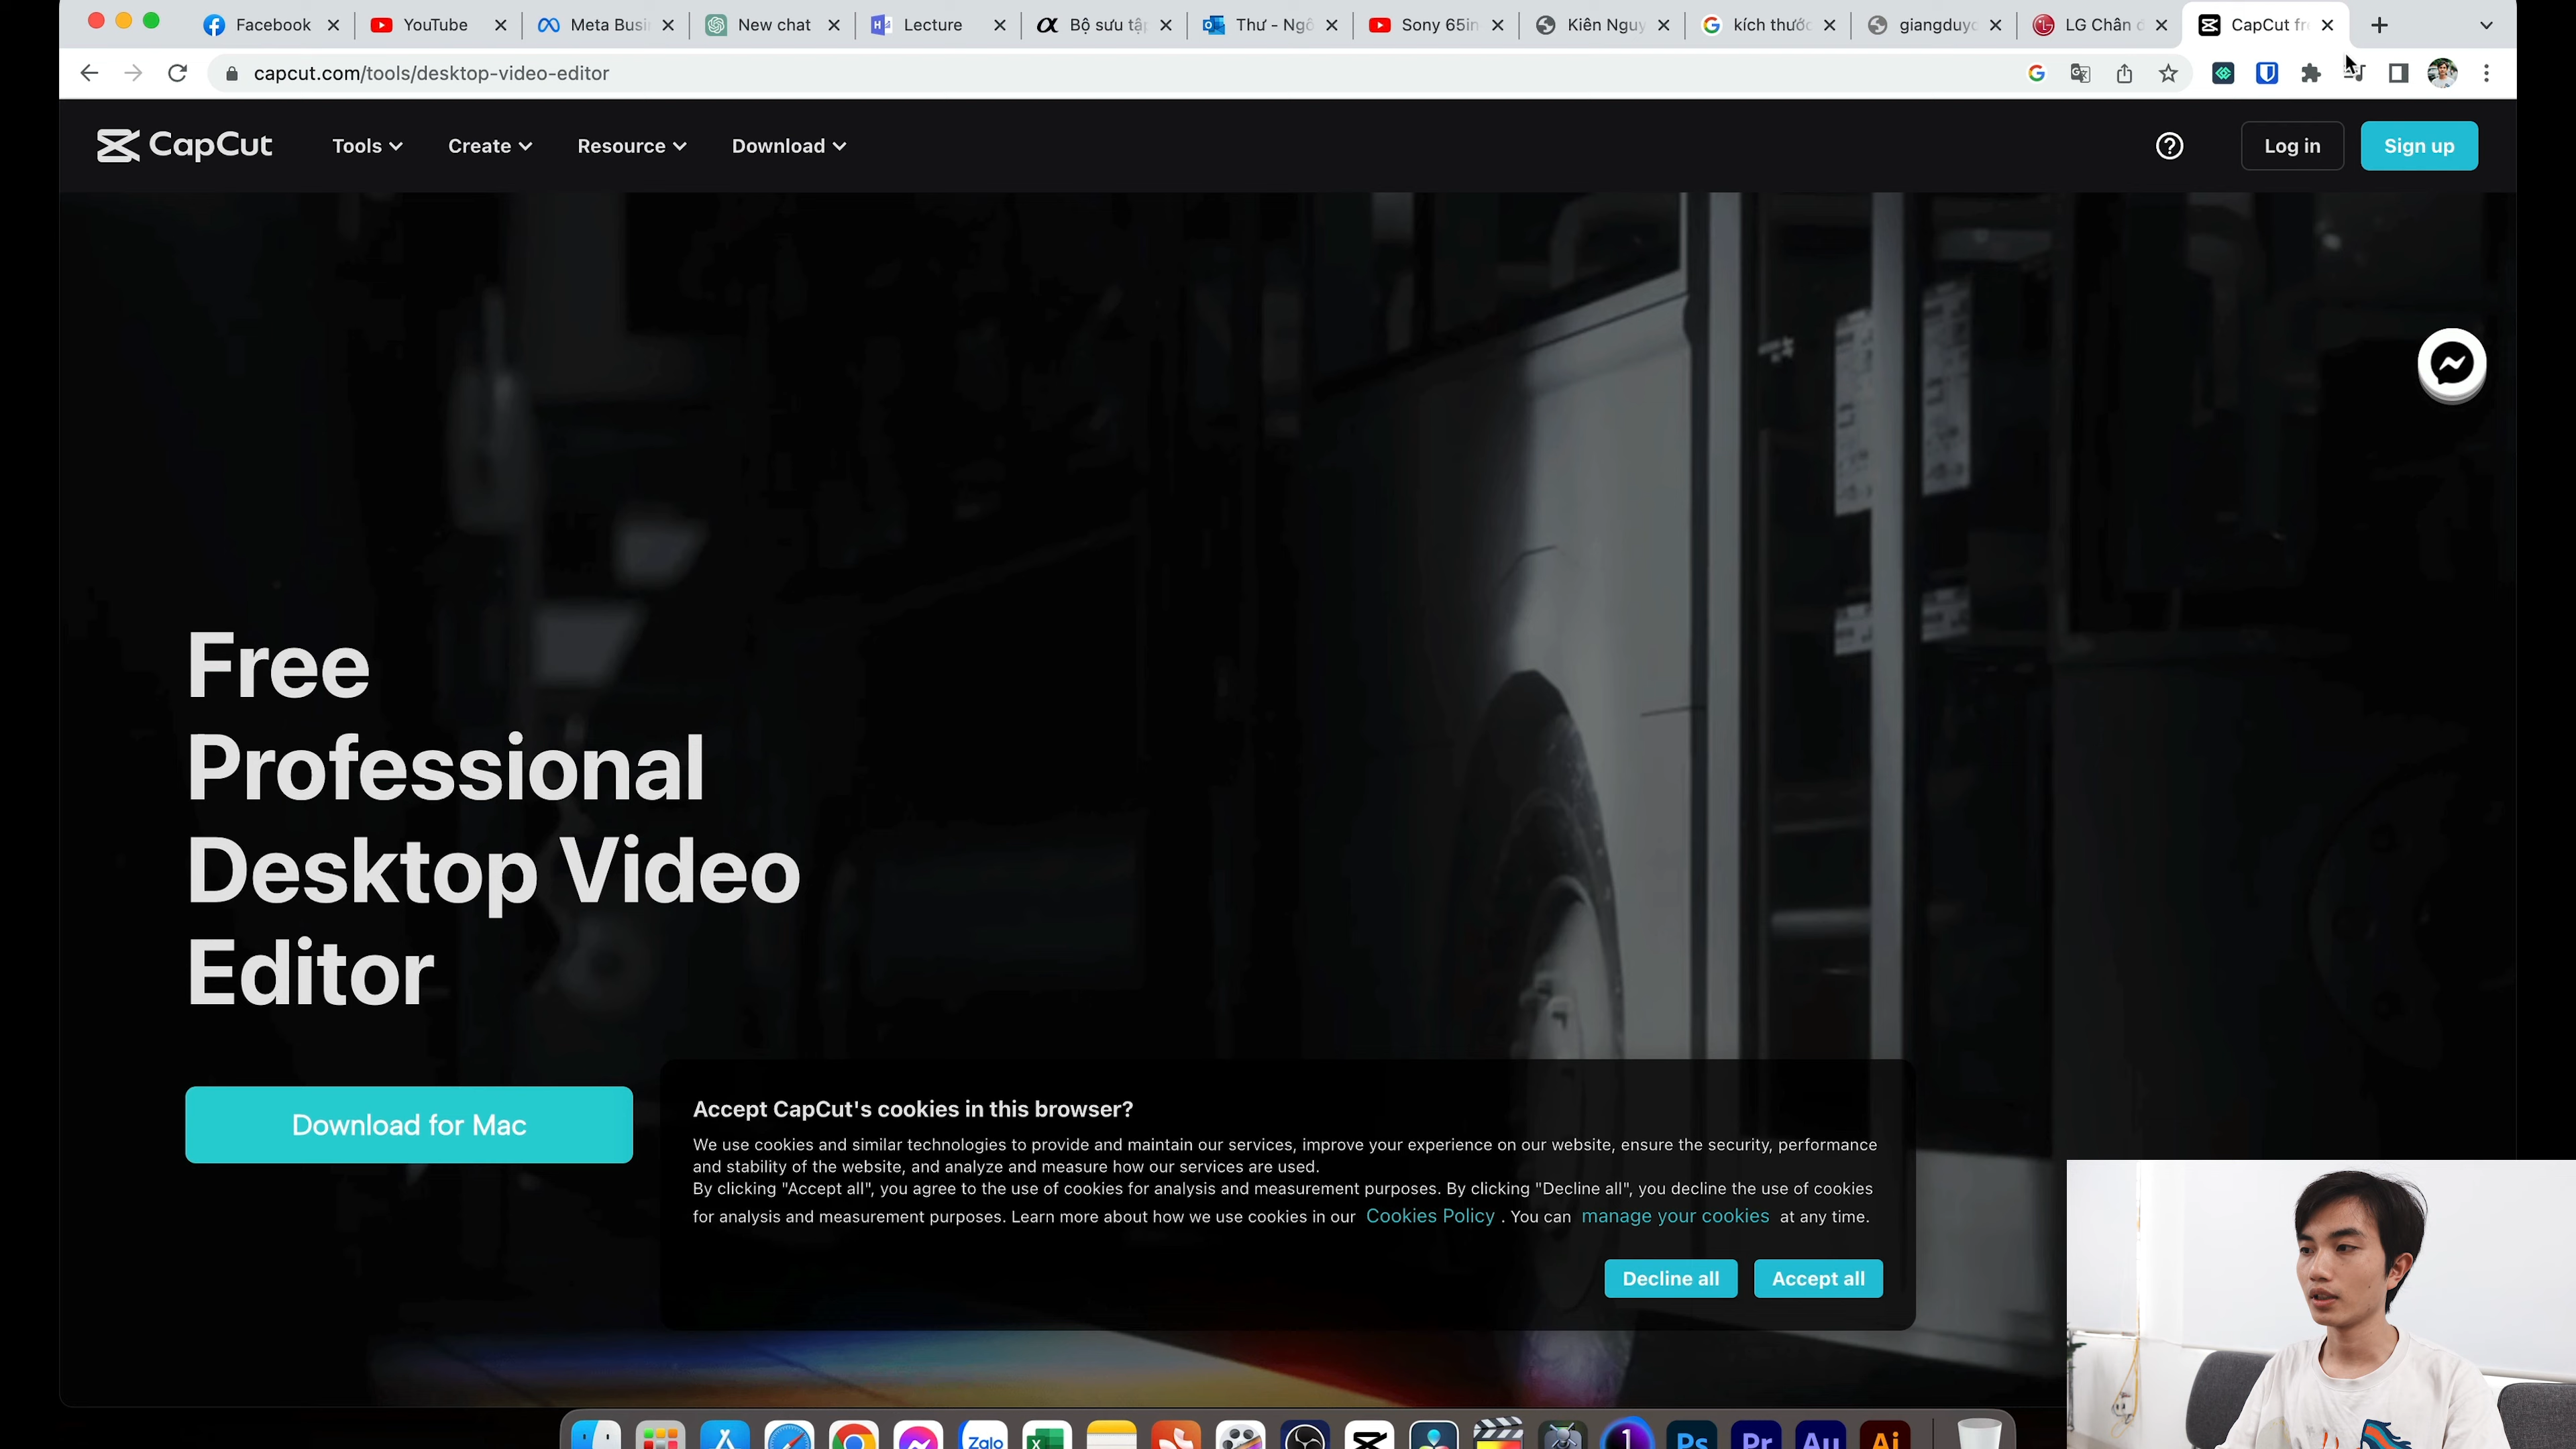 Facebook
YouTube
Meta Busi
New chat
Lecture
Bộ sưu tập
Thư - Ngô
Sony 65in
Kiên Nguy
kích thước
giangduyc
LG Chân d
CapCut fr
capcut.com/tools/desktop-video-editor
CapCut
Tools
Create
Resource
Download
Log in
Sign up
Free
Professional
Desktop Video
Editor
Download for Mac
Accept CapCut's cookies in this browser?
We use cookies and similar technologies to provide and maintain our services, improve your experience on our website, ensure the security, performance
and stability of the website, and analyze and measure how our services are used.
By clicking "Accept all", you agree to the use of cookies for analysis and measurement purposes. By clicking "Decline all", you decline the use of cookies
for analysis and measurement purposes. Learn more about how we use cookies in our Cookies Policy . You can manage your cookies at any time.
Decline all
Accept all
Zalo
1
Ps
Pr
Au
Ai